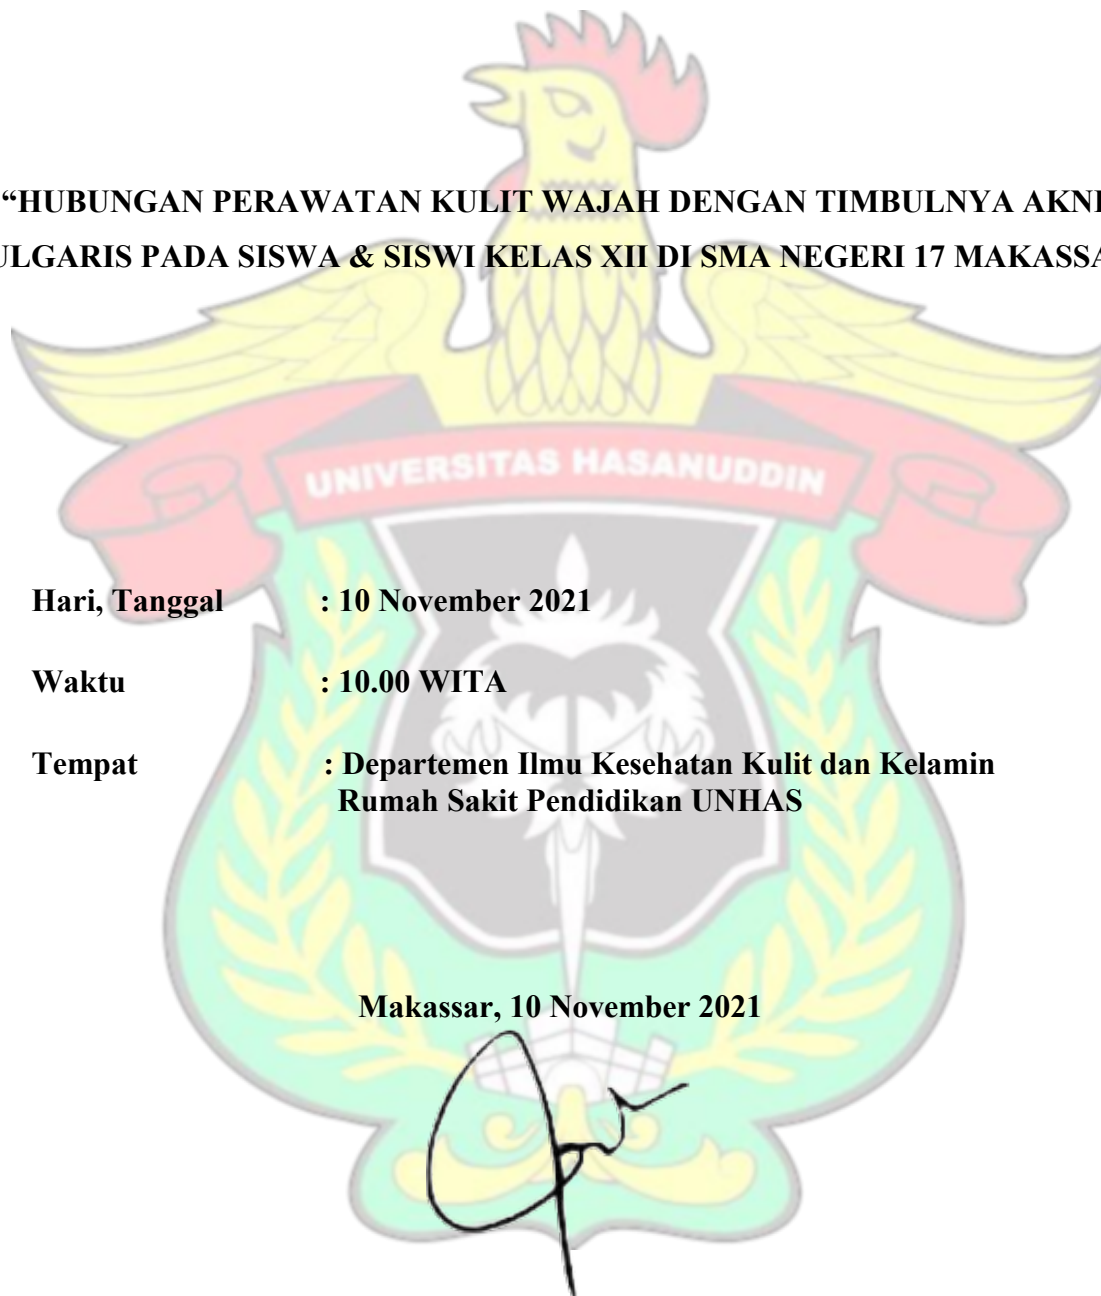 “HUBUNGAN PERAWATAN KULIT WAJAH DENGAN TIMBULNYA AKNE
ULGARIS PADA SISWA & SISWI KELAS XII DI SMA NEGERI 17 MAKASSA
UNIVERSITAS HASANUDDIN
Hari, Tanggal : 10 November 2021
Waktu : 10.00 WITA
Tempat : Departemen Ilmu Kesehatan Kulit dan Kelamin
Rumah Sakit Pendidikan UNHAS
Makassar, 10 November 2021